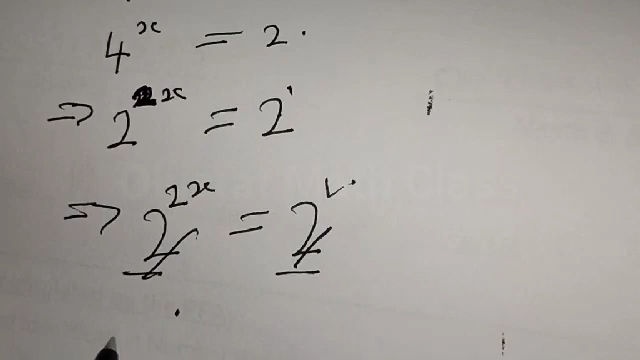 4^x = 2.
⇒ 2^2x = 2^1
⇒ 2^2x = 2^1.